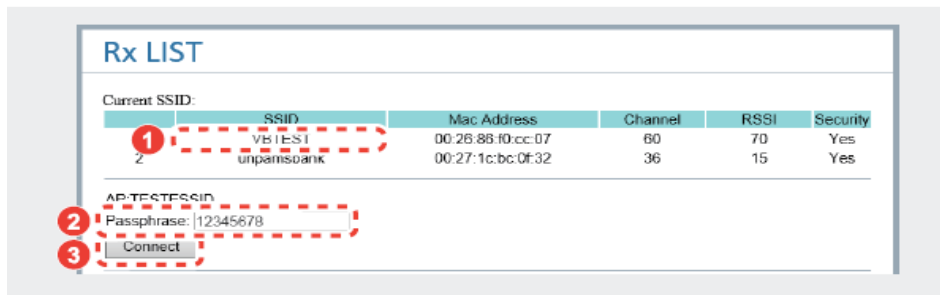 Rx LIST
Current SSID:
SSID Mac Address Channel RSSI Security
1 VBTEST 00:26:86:f0:cc:07 60 70 Yes
2 unpamsbank 00:27:1c:bc:0f:32 36 15 Yes
AP:TESTESSID
2 Passphrase: 12345678
3 Connect